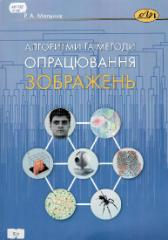 Р. А. Мельник
АЛГОРИТМИ ТА МЕТОДИ
ОПРАЦЮВАННЯ
ЗОБРАЖЕНЬ